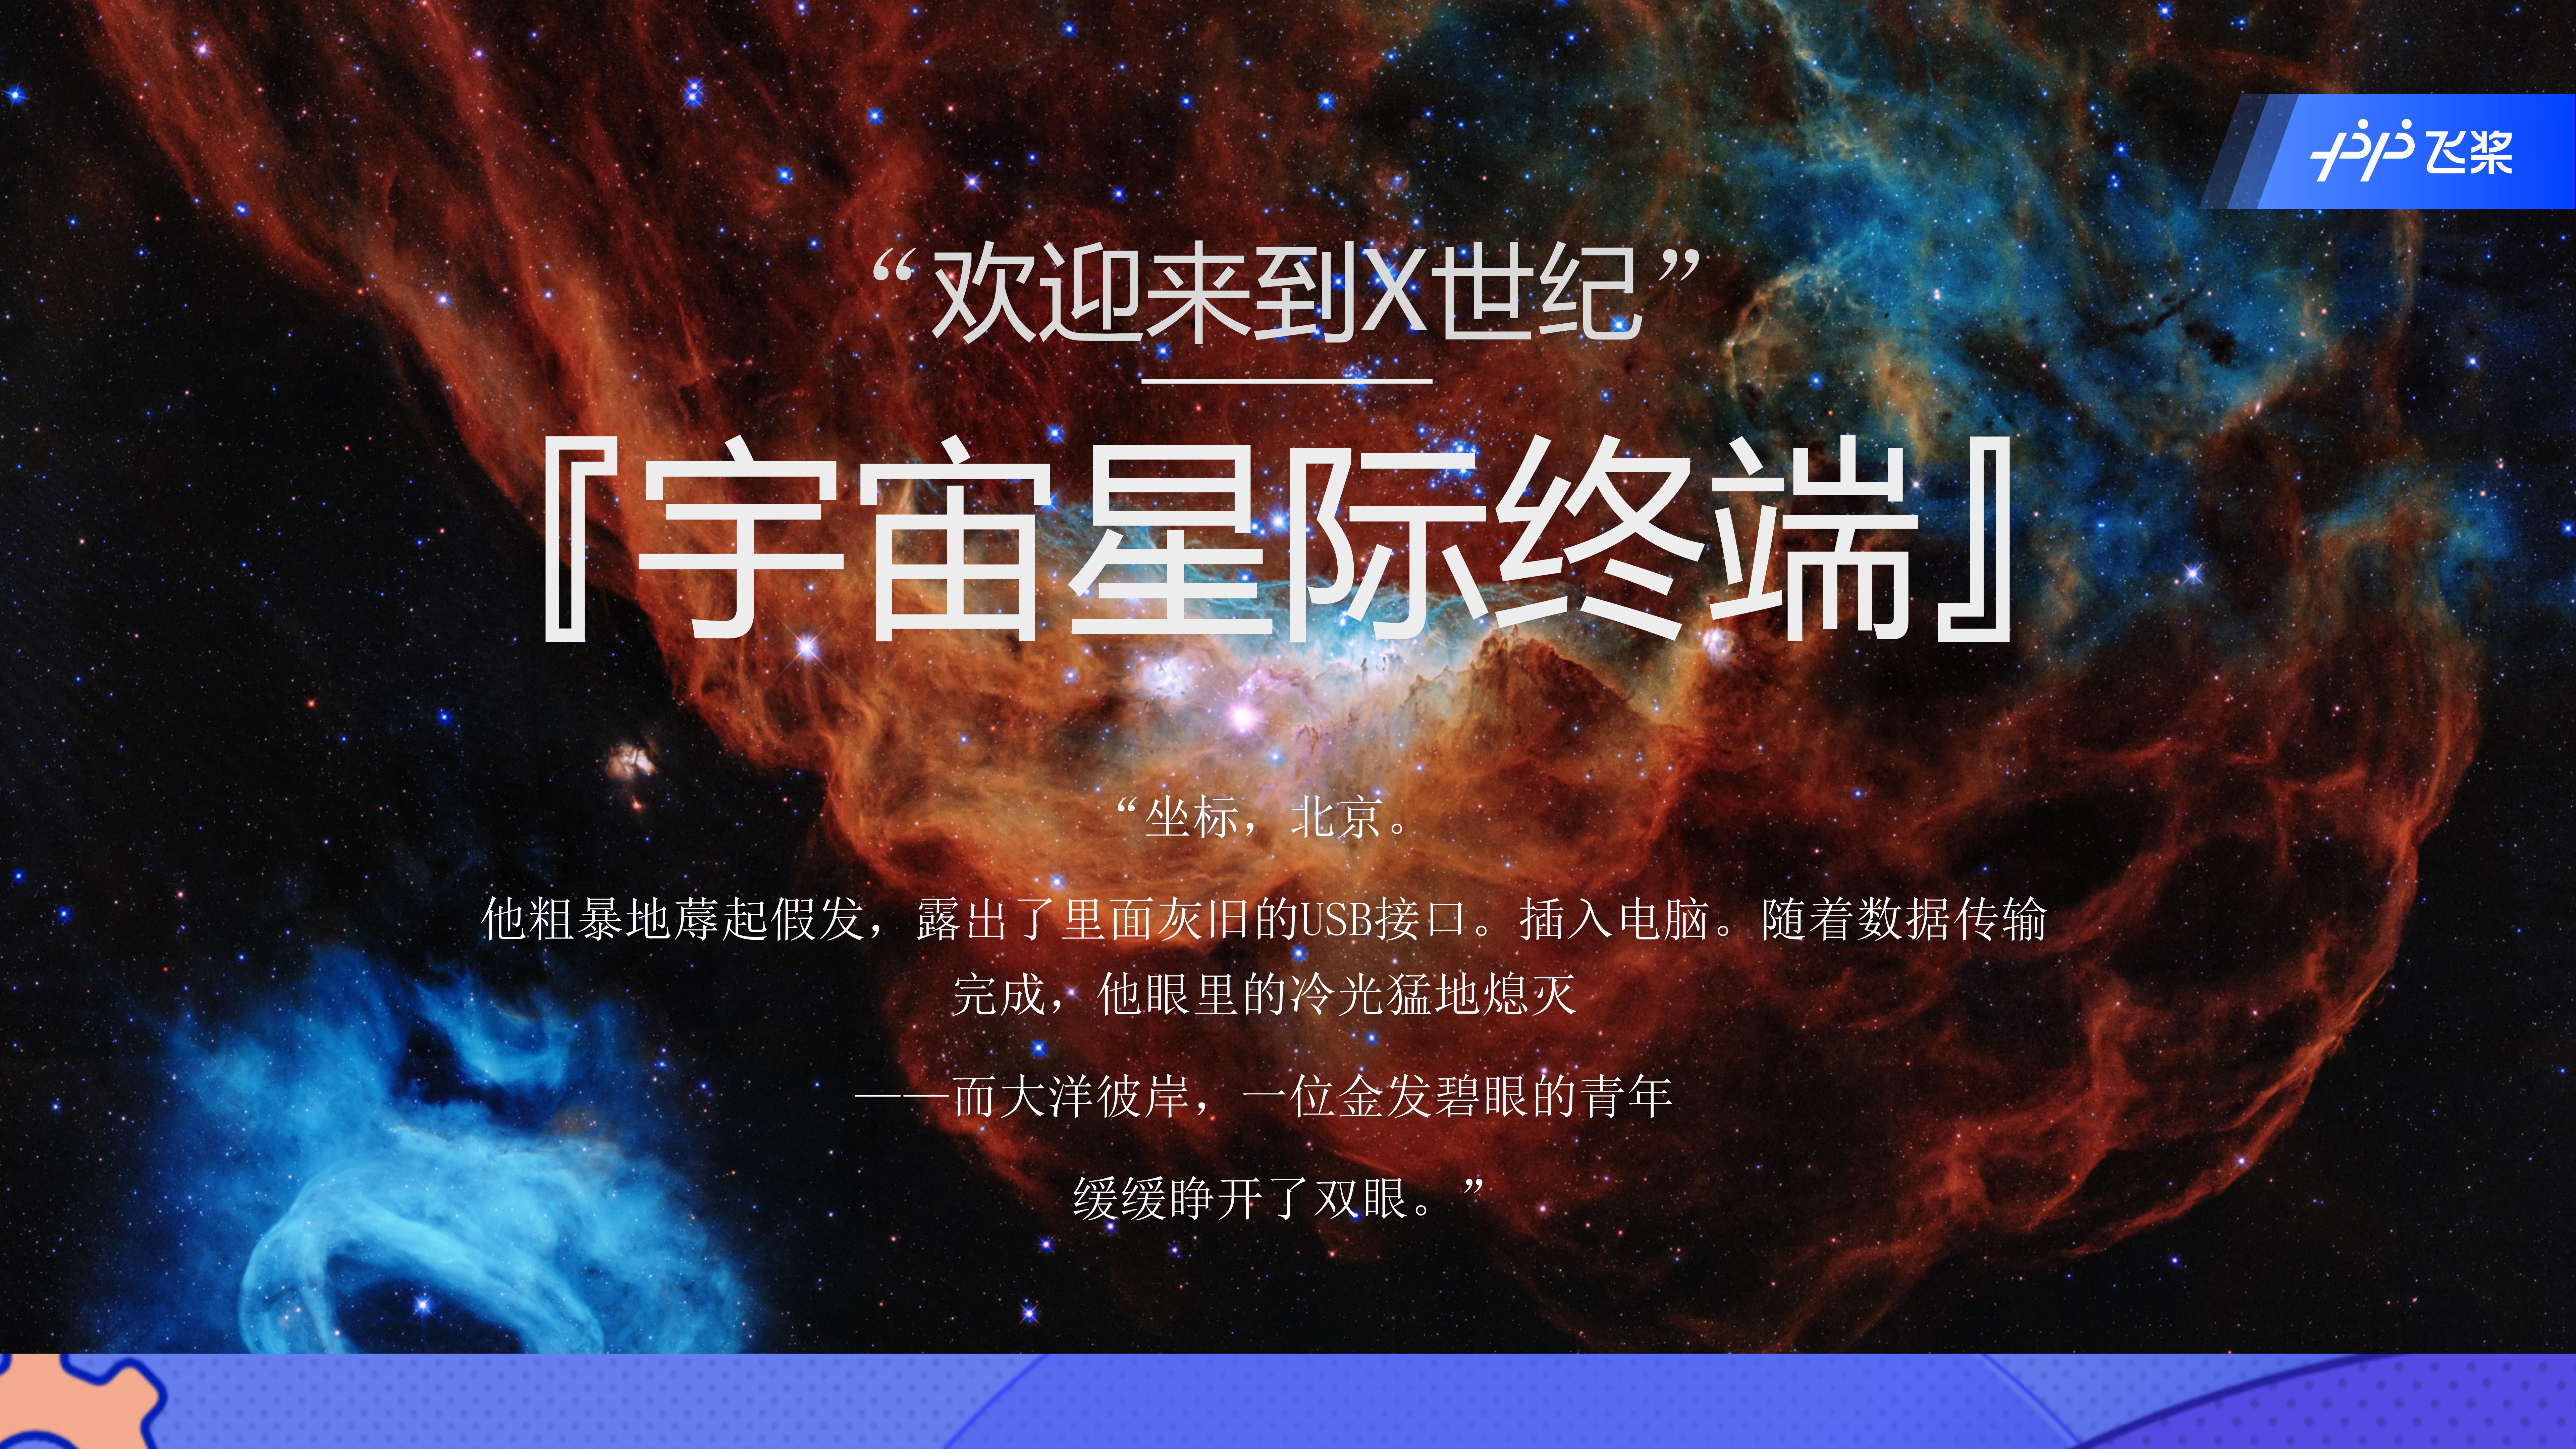 飞桨
“欢迎来到X世纪”
『宇宙星际终端』
“坐标，北京。
他粗暴地薅起假发，露出了里面灰旧的USB接口。插入电脑。随着数据传输
完成，他眼里的冷光猛地熄灭
——而大洋彼岸，一位金发碧眼的青年
缓缓睁开了双眼。”